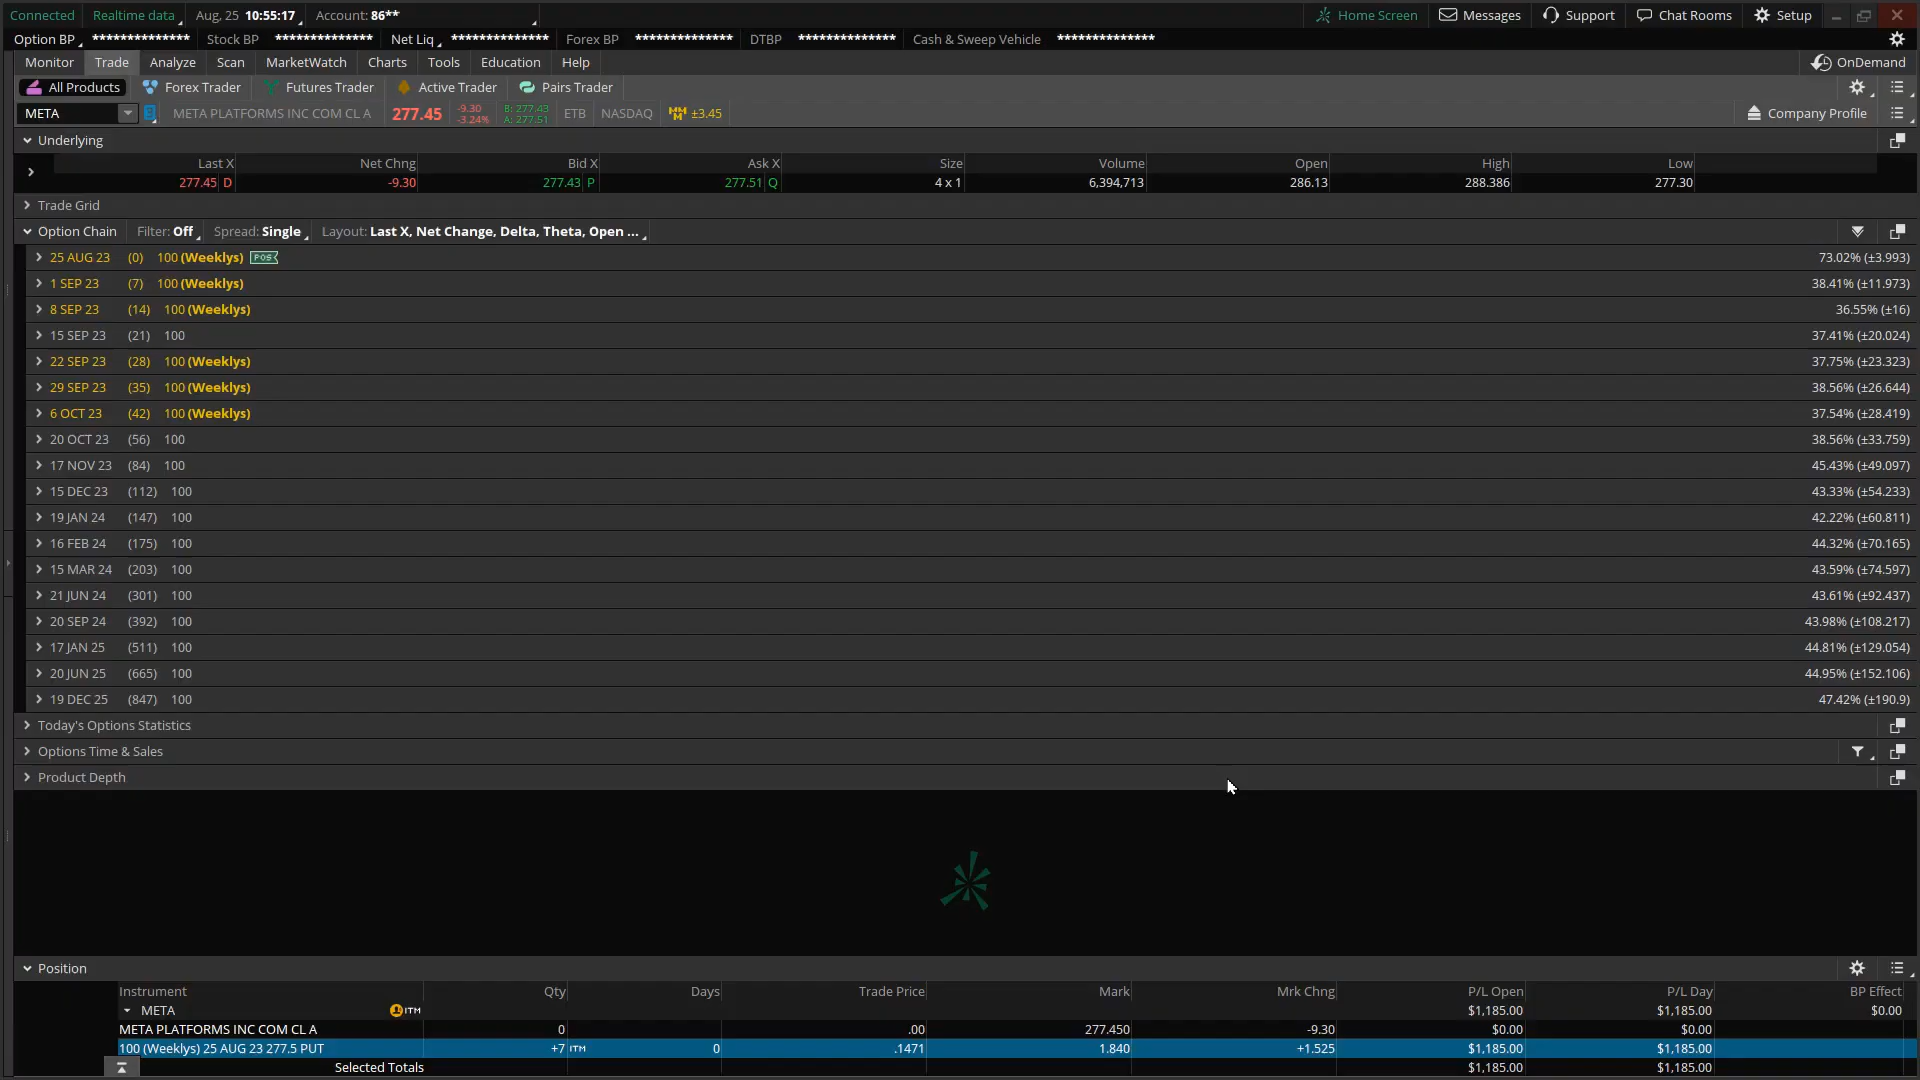 Connected Realtime data Aug, 25 10:55:17 Account: 86** Home Screen Messages Support Chat Rooms Setup
Option BP ************** Stock BP ************** Net Liq ************** Forex BP ************** DTBP ************** Cash & Sweep Vehicle **************
Monitor Trade Analyze Scan MarketWatch Charts Tools Education Help OnDemand
All Products Forex Trader Futures Trader Active Trader Pairs Trader
META META PLATFORMS INC COM CL A 277.45 -9.30 -3.24% B: 277.43 A: 277.51 ETB NASDAQ ±3.45 Company Profile
Underlying
Last X Net Chng Bid X Ask X Size Volume Open High Low
277.45 D -9.30 277.43 P 277.51 Q 4 x 1 6,394,713 286.13 288.386 277.30
Trade Grid
Option Chain Filter: Off Spread: Single Layout: Last X, Net Change, Delta, Theta, Open ...
25 AUG 23 (0) 100 (Weeklys) POS 73.02% (±3.993)
1 SEP 23 (7) 100 (Weeklys) 38.41% (±11.973)
8 SEP 23 (14) 100 (Weeklys) 36.55% (±16)
15 SEP 23 (21) 100 37.41% (±20.024)
22 SEP 23 (28) 100 (Weeklys) 37.75% (±23.323)
29 SEP 23 (35) 100 (Weeklys) 38.56% (±26.644)
6 OCT 23 (42) 100 (Weeklys) 37.54% (±28.419)
20 OCT 23 (56) 100 38.56% (±33.759)
17 NOV 23 (84) 100 45.43% (±49.097)
15 DEC 23 (112) 100 43.33% (±54.233)
19 JAN 24 (147) 100 42.22% (±60.811)
16 FEB 24 (175) 100 44.32% (±70.165)
15 MAR 24 (203) 100 43.59% (±74.597)
21 JUN 24 (301) 100 43.61% (±92.437)
20 SEP 24 (392) 100 43.98% (±108.217)
17 JAN 25 (511) 100 44.81% (±129.054)
20 JUN 25 (665) 100 44.95% (±152.106)
19 DEC 25 (847) 100 47.42% (±190.9)
Today's Options Statistics
Options Time & Sales
Product Depth
Position
Instrument Qty Days Trade Price Mark Mrk Chng P/L Open P/L Day BP Effect
META 1 ITM $1,185.00 $1,185.00 $0.00
META PLATFORMS INC COM CL A 0 .00 277.450 -9.30 $0.00 $0.00
100 (Weeklys) 25 AUG 23 277.5 PUT +7 ITM 0 .1471 1.840 +1.525 $1,185.00 $1,185.00
Selected Totals $1,185.00 $1,185.00